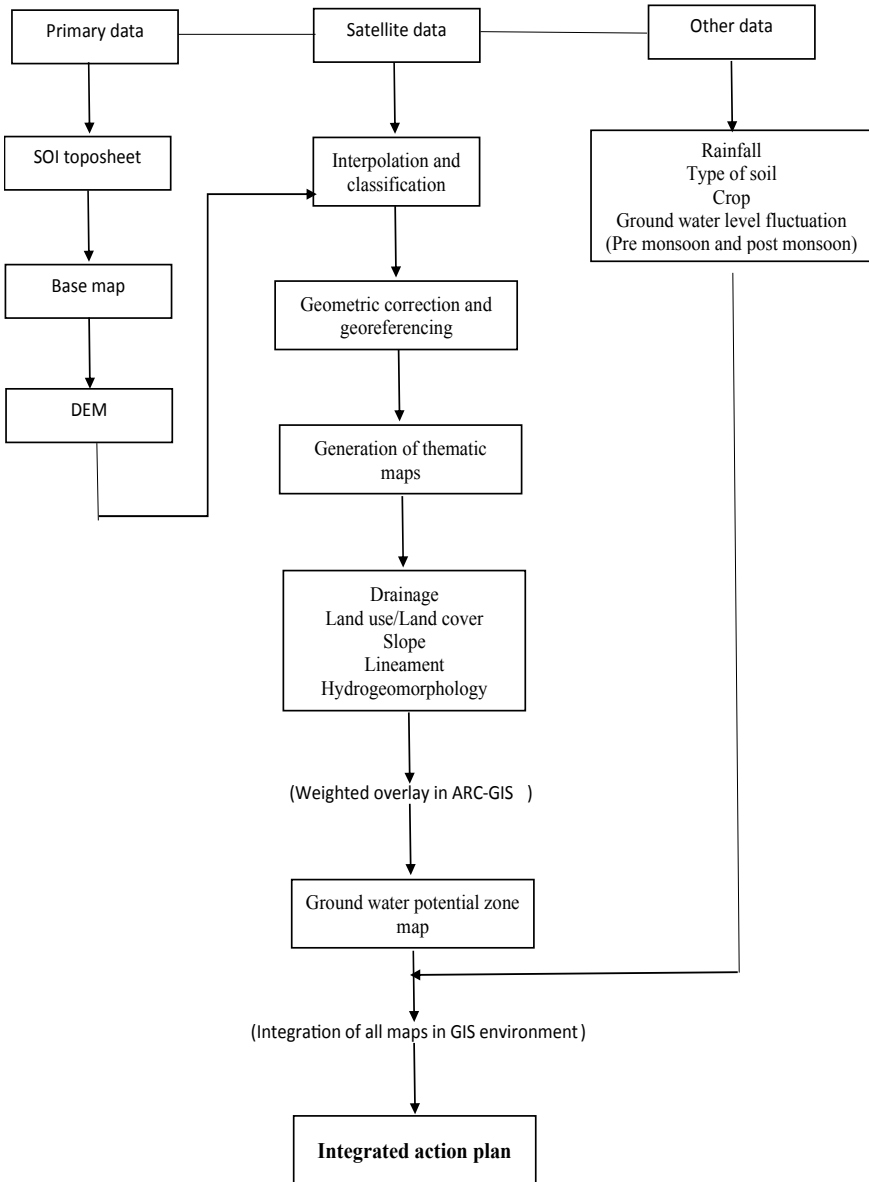 Primary data
Satellite data
Other data
SOI toposheet
Interpolation and
classification
Rainfall
Type of soil
Crop
Ground water level fluctuation
(Pre monsoon and post monsoon)
Base map
Geometric correction and
georeferencing
DEM
Generation of thematic
maps
Drainage
Land use/Land cover
Slope
Lineament
Hydrogeomorphology
(Weighted overlay in ARC-GIS )
Ground water potential zone
map
(Integration of all maps in GIS environment)
Integrated action plan